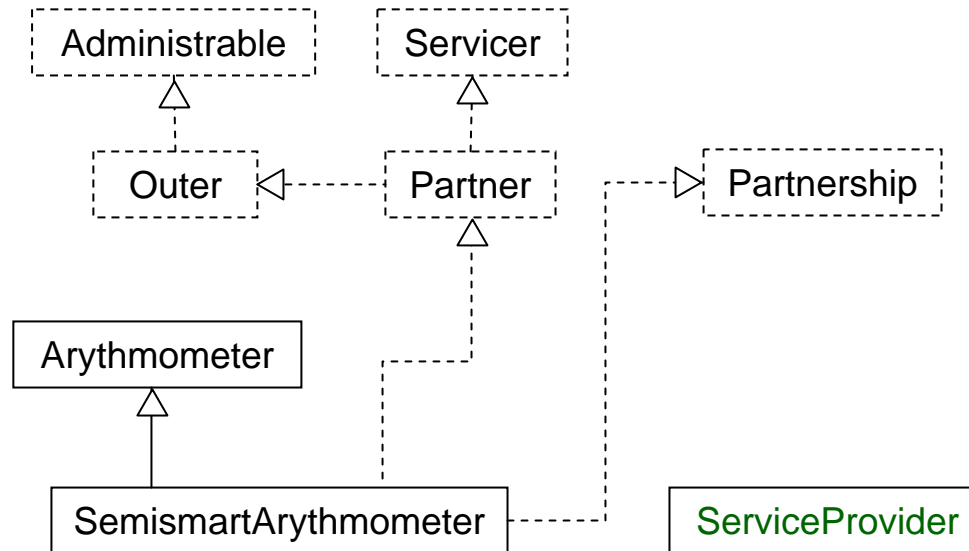 Administrable
Servicer
Outer
Partner
Partnership
Arythmometer
SemismartArythmometer
ServiceProvider